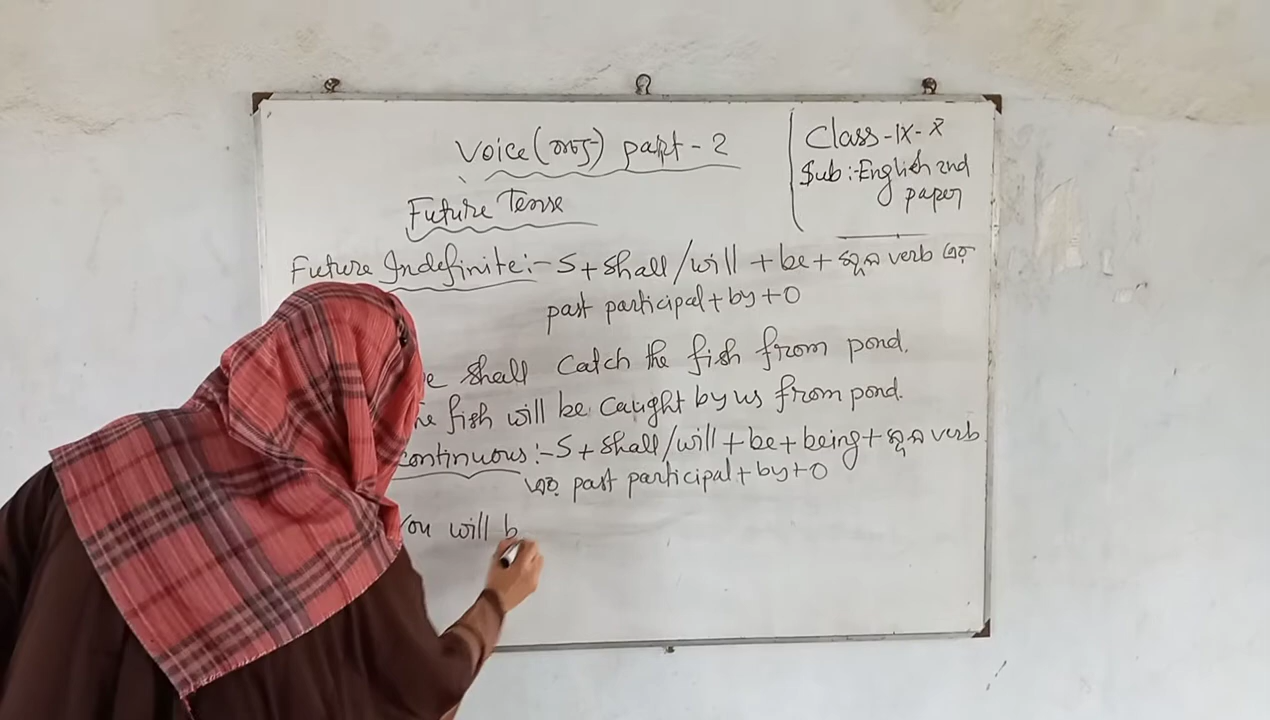 Voice (বাচ্য) part - 2
Class - IX - X
Sub : English 2nd
paper
Future Tense
Future Indefinite :- S + shall / will + be + মূল verb এর
past participal + by + O
e shall catch the fish from pond.
he fish will be caught by us from pond.
continuous :- S + shall / will + be + being + মূল verb
এর past participal + by + O
You will b